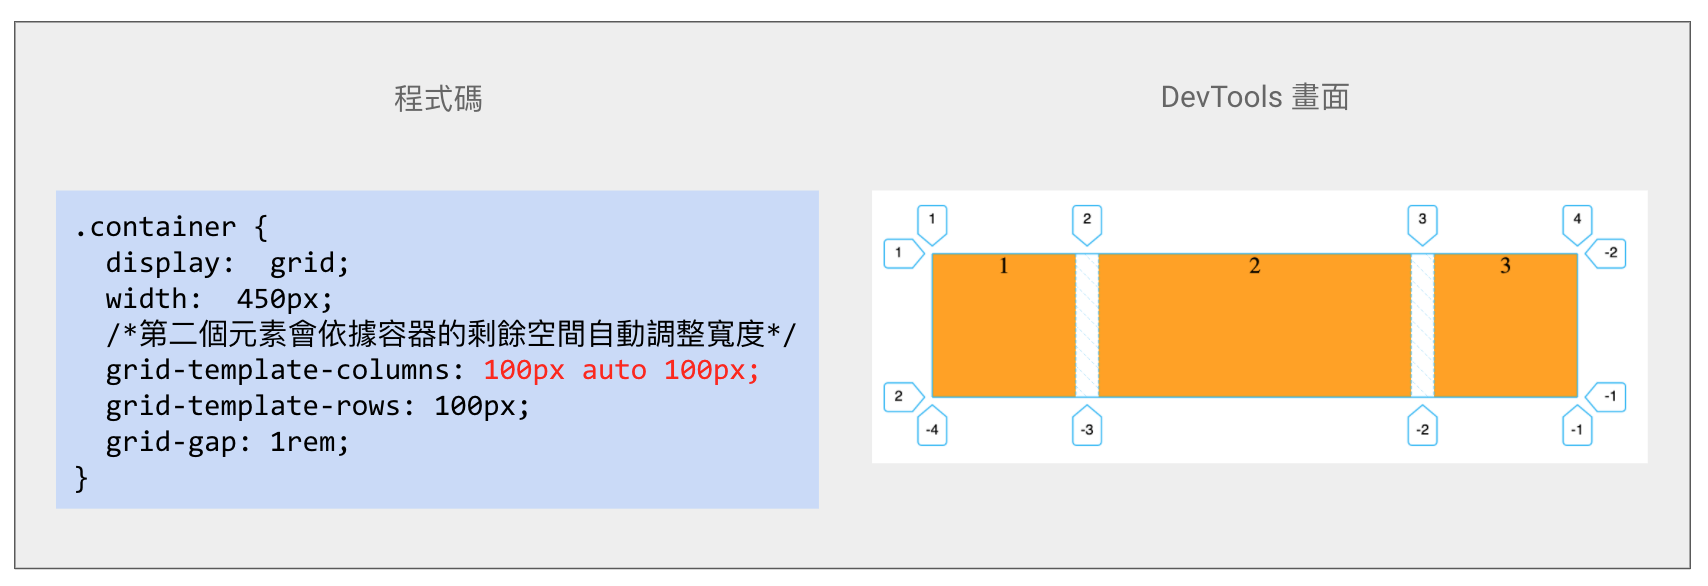 程式碼
DevTools 畫面
.container {
display:  grid;
width:  450px;
/*第二個元素會依據容器的剩餘空間自動調整寬度*/
grid-template-columns: 100px auto 100px;
grid-template-rows: 100px;
grid-gap: 1rem;
}
1 2 3 4
1 -2
1 2 3
2 -1
-4 -3 -2 -1